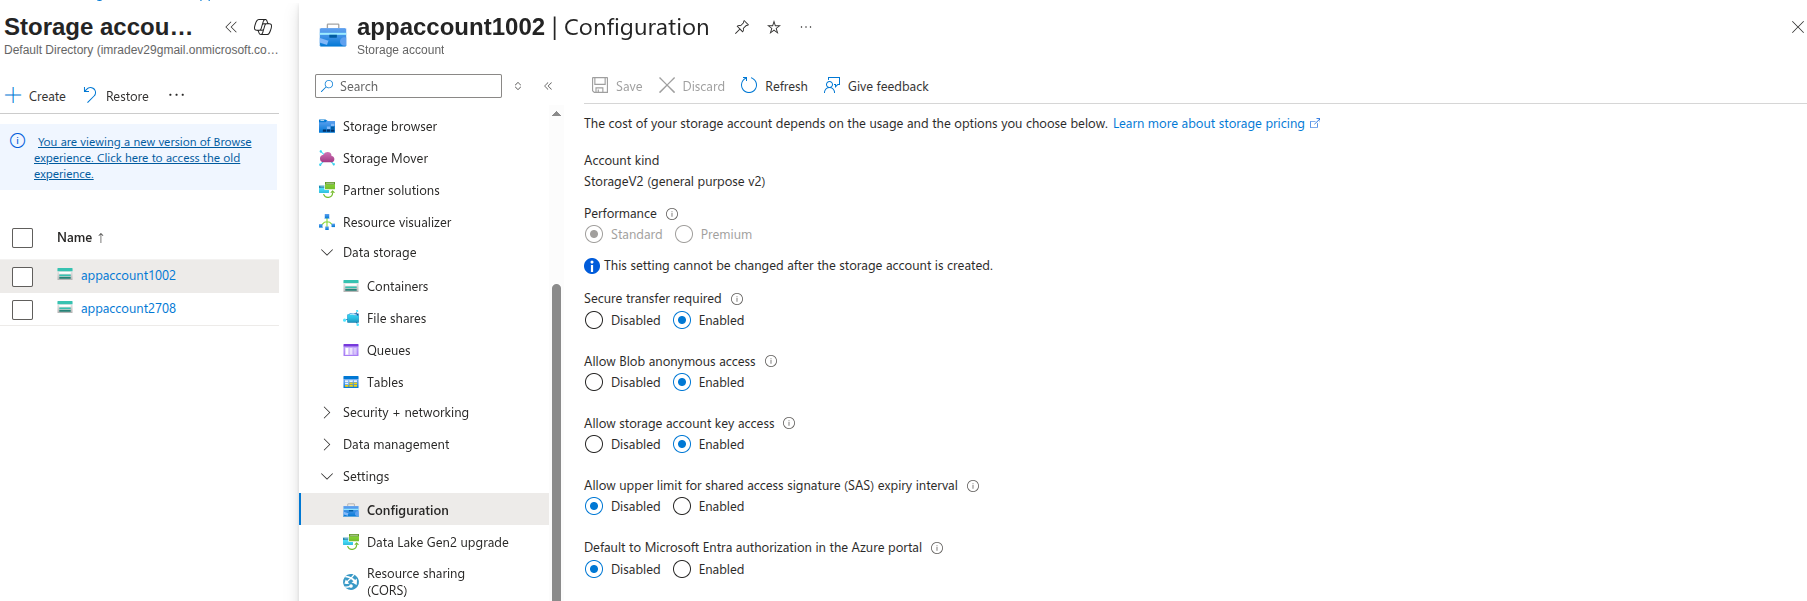 Storage accou...
Default Directory (imradev29gmail.onmicrosoft.co...
Create
Restore
You are viewing a new version of Browse
experience. Click here to access the old
experience.
Name ↑
appaccount1002
appaccount2708
appaccount1002 | Configuration
Storage account
Search
Storage browser
Storage Mover
Partner solutions
Resource visualizer
Data storage
Containers
File shares
Queues
Tables
Security + networking
Data management
Settings
Configuration
Data Lake Gen2 upgrade
Resource sharing
(CORS)
Save Discard Refresh Give feedback
The cost of your storage account depends on the usage and the options you choose below. Learn more about storage pricing
Account kind
StorageV2 (general purpose v2)
Performance
Standard Premium
This setting cannot be changed after the storage account is created.
Secure transfer required
Disabled Enabled
Allow Blob anonymous access
Disabled Enabled
Allow storage account key access
Disabled Enabled
Allow upper limit for shared access signature (SAS) expiry interval
Disabled Enabled
Default to Microsoft Entra authorization in the Azure portal
Disabled Enabled